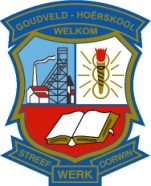 GOUDVELD - HOËRSKOOL
WELKOM
STREEF
WERK
OORWIN